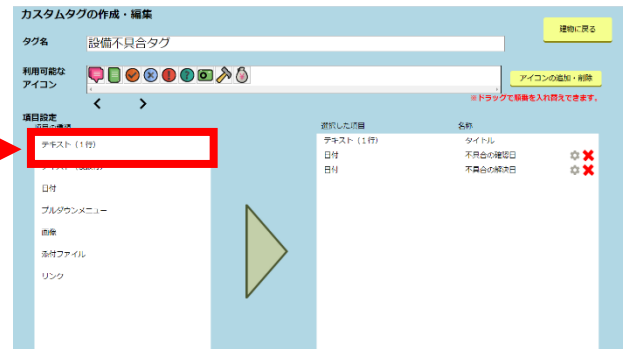 カスタムタグの作成・編集
建物に戻る
タグ名
設備不具合タグ
利用可能な
アイコン
アイコンの追加・削除
※ドラッグで順番を入れ替えできます。
項目設定
項目の種類
選択した項目 名称
テキスト（1行）
テキスト（1行） タイトル
日付 不具合の確認日
日付 不具合の解決日
日付
プルダウンメニュー
画像
添付ファイル
リンク